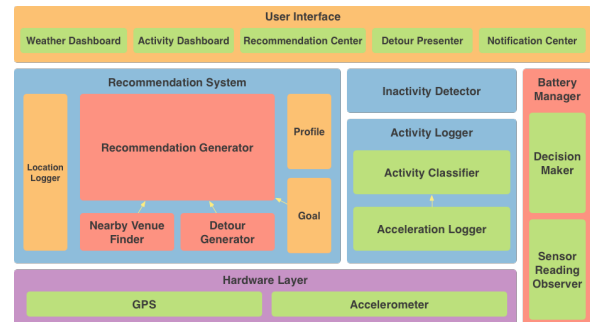 User Interface
Weather Dashboard
Activity Dashboard
Recommendation Center
Detour Presenter
Notification Center
Recommendation System
Location
Logger
Recommendation Generator
Profile
Goal
Nearby Venue
Finder
Detour
Generator
Inactivity Detector
Activity Logger
Activity Classifier
Acceleration Logger
Battery
Manager
Decision
Maker
Sensor
Reading
Observer
Hardware Layer
GPS
Accelerometer